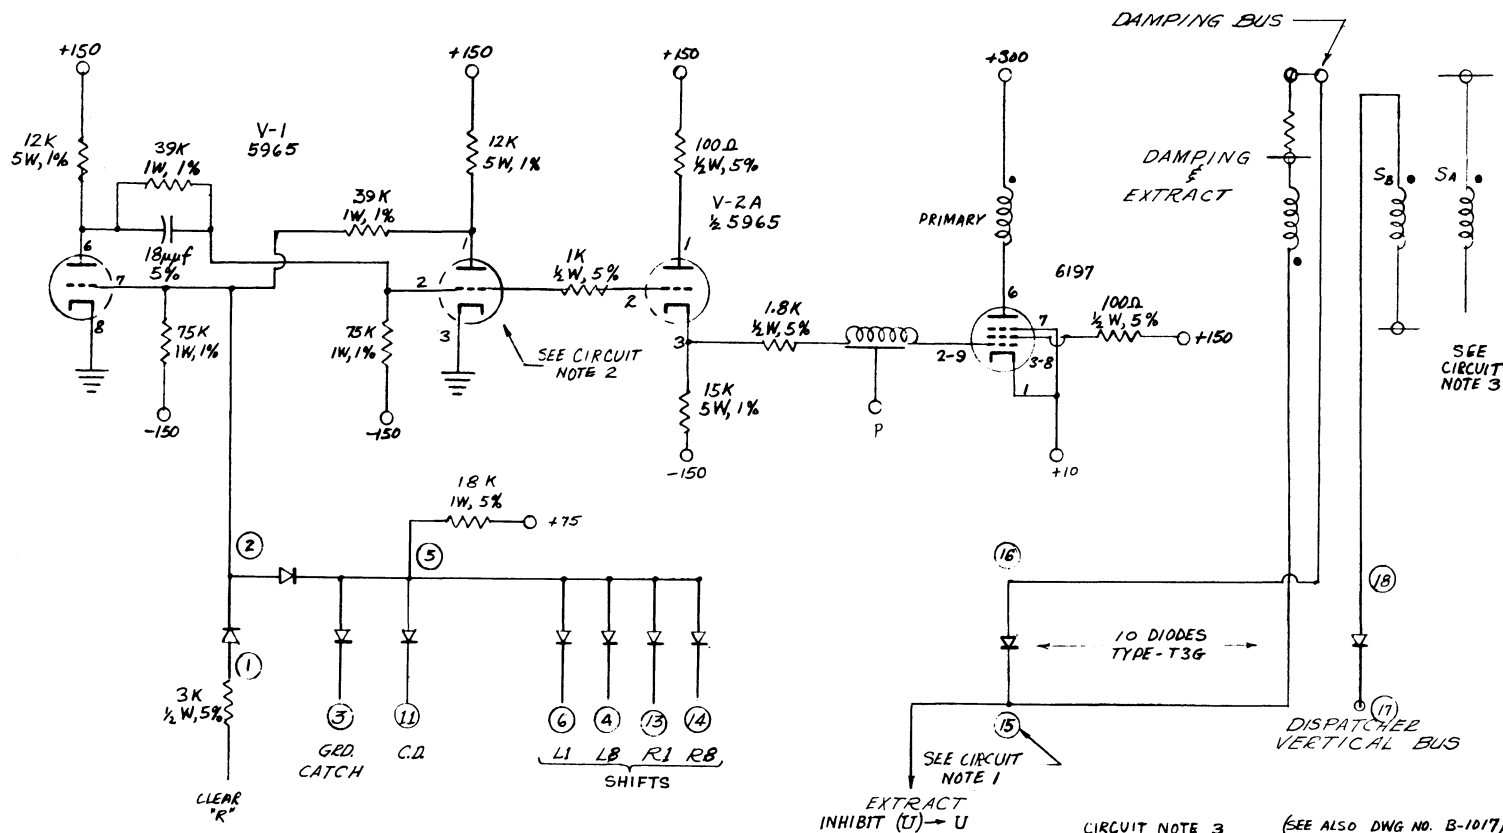 DAMPING BUS
+150
+150
+150
+300
12K
5W, 1%
39K
1W, 1%
V-1
5965
12K
5W, 1%
100Ω
½W, 5%
DAMPING
&
EXTRACT
SB
SA
39K
1W, 1%
V-2A
½ 5965
PRIMARY
18µµf
5%
6
7
8
1
2
3
1K
½W, 5%
1
2
3
6197
6
7
100Ω
½W, 5%
+150
75K
1W, 1%
75K
1W, 1%
1.8K
½W, 5%
2-9
3-8
1
SEE CIRCUIT
NOTE 2
SEE
CIRCUIT
NOTE 3
15K
5W, 1%
P
-150
-150
-150
+10
18K
1W, 5%
+75
2
5
16
18
10 DIODES
TYPE-T3G
1
3K
½W, 5%
3
11
6
4
13
14
15
17
GRD.
CATCH
C.D.
L1
L8
R1
R8
SHIFTS
DISPATCHER
VERTICAL BUS
SEE CIRCUIT
NOTE 1
CLEAR
"R"
EXTRACT
INHIBIT (U)→U
CIRCUIT NOTE 3
(SEE ALSO DWG NO. B-1017)